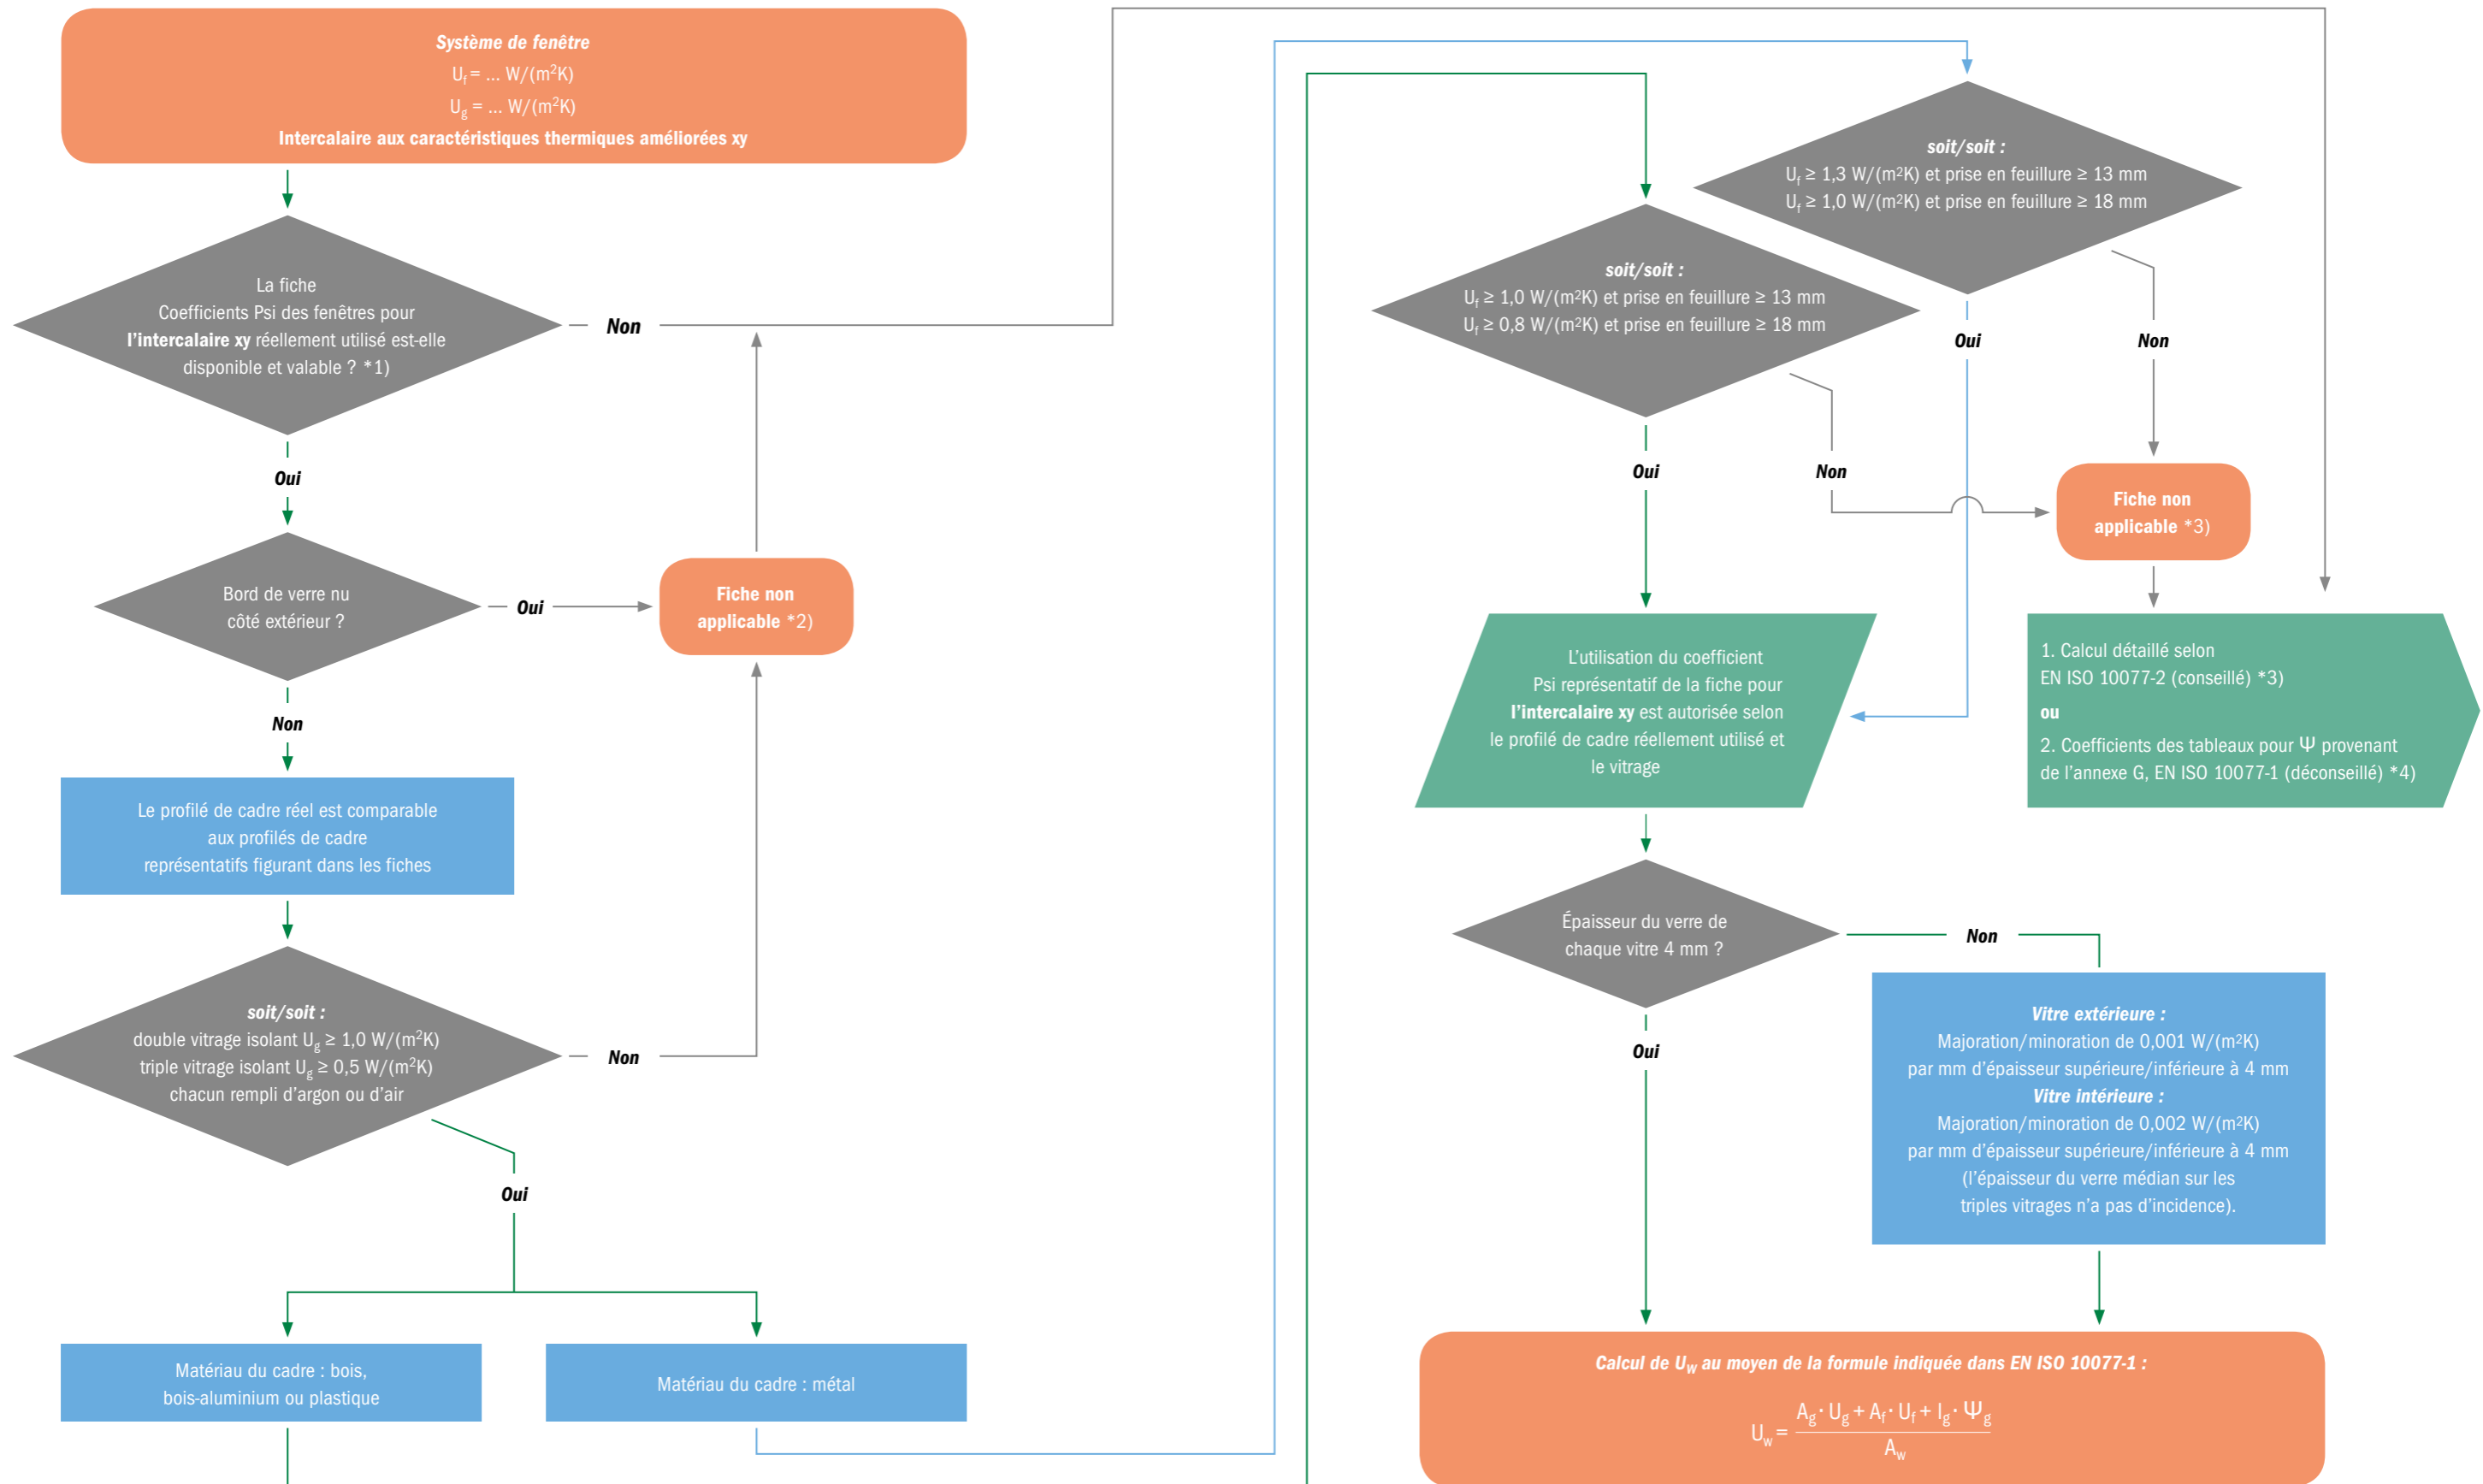 Système de fenêtre
Uf = ... W/(m²K)
Ug = ... W/(m²K)
Intercalaire aux caractéristiques thermiques améliorées xy
La fiche
Coefficients Psi des fenêtres pour
l'intercalaire xy réellement utilisé est-elle
disponible et valable ? *1)
Non
Oui
Bord de verre nu
côté extérieur ?
Oui
Fiche non
applicable *2)
Non
Le profilé de cadre réel est comparable
aux profilés de cadre
représentatifs figurant dans les fiches
soit/soit :
double vitrage isolant Ug ≥ 1,0 W/(m²K)
triple vitrage isolant Ug ≥ 0,5 W/(m²K)
chacun rempli d'argon ou d'air
Non
Oui
Matériau du cadre : bois,
bois-aluminium ou plastique
Matériau du cadre : métal
soit/soit :
Uf ≥ 1,3 W/(m²K) et prise en feuillure ≥ 13 mm
Uf ≥ 1,0 W/(m²K) et prise en feuillure ≥ 18 mm
soit/soit :
Uf ≥ 1,0 W/(m²K) et prise en feuillure ≥ 13 mm
Uf ≥ 0,8 W/(m²K) et prise en feuillure ≥ 18 mm
Oui
Non
Oui
Non
Fiche non
applicable *3)
L'utilisation du coefficient
Psi représentatif de la fiche pour
l'intercalaire xy est autorisée selon
le profilé de cadre réellement utilisé et
le vitrage
1. Calcul détaillé selon
EN ISO 10077-2 (conseillé) *3)
ou
2. Coefficients des tableaux pour Ψ provenant
de l'annexe G, EN ISO 10077-1 (déconseillé) *4)
Épaisseur du verre de
chaque vitre 4 mm ?
Non
Oui
Vitre extérieure :
Majoration/minoration de 0,001 W/(m²K)
par mm d'épaisseur supérieure/inférieure à 4 mm
Vitre intérieure :
Majoration/minoration de 0,002 W/(m²K)
par mm d'épaisseur supérieure/inférieure à 4 mm
(l'épaisseur du verre médian sur les
triples vitrages n'a pas d'incidence).
Calcul de UW au moyen de la formule indiquée dans EN ISO 10077-1 :
Ag · Ug + Af · Uf + lg · Ψg
Uw =
Aw